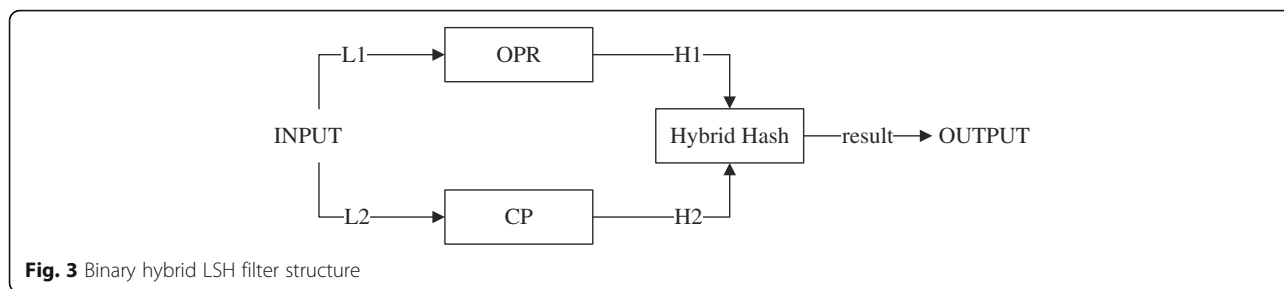 L1
OPR
H1
INPUT
Hybrid Hash
result
OUTPUT
L2
CP
H2
Fig. 3 Binary hybrid LSH filter structure